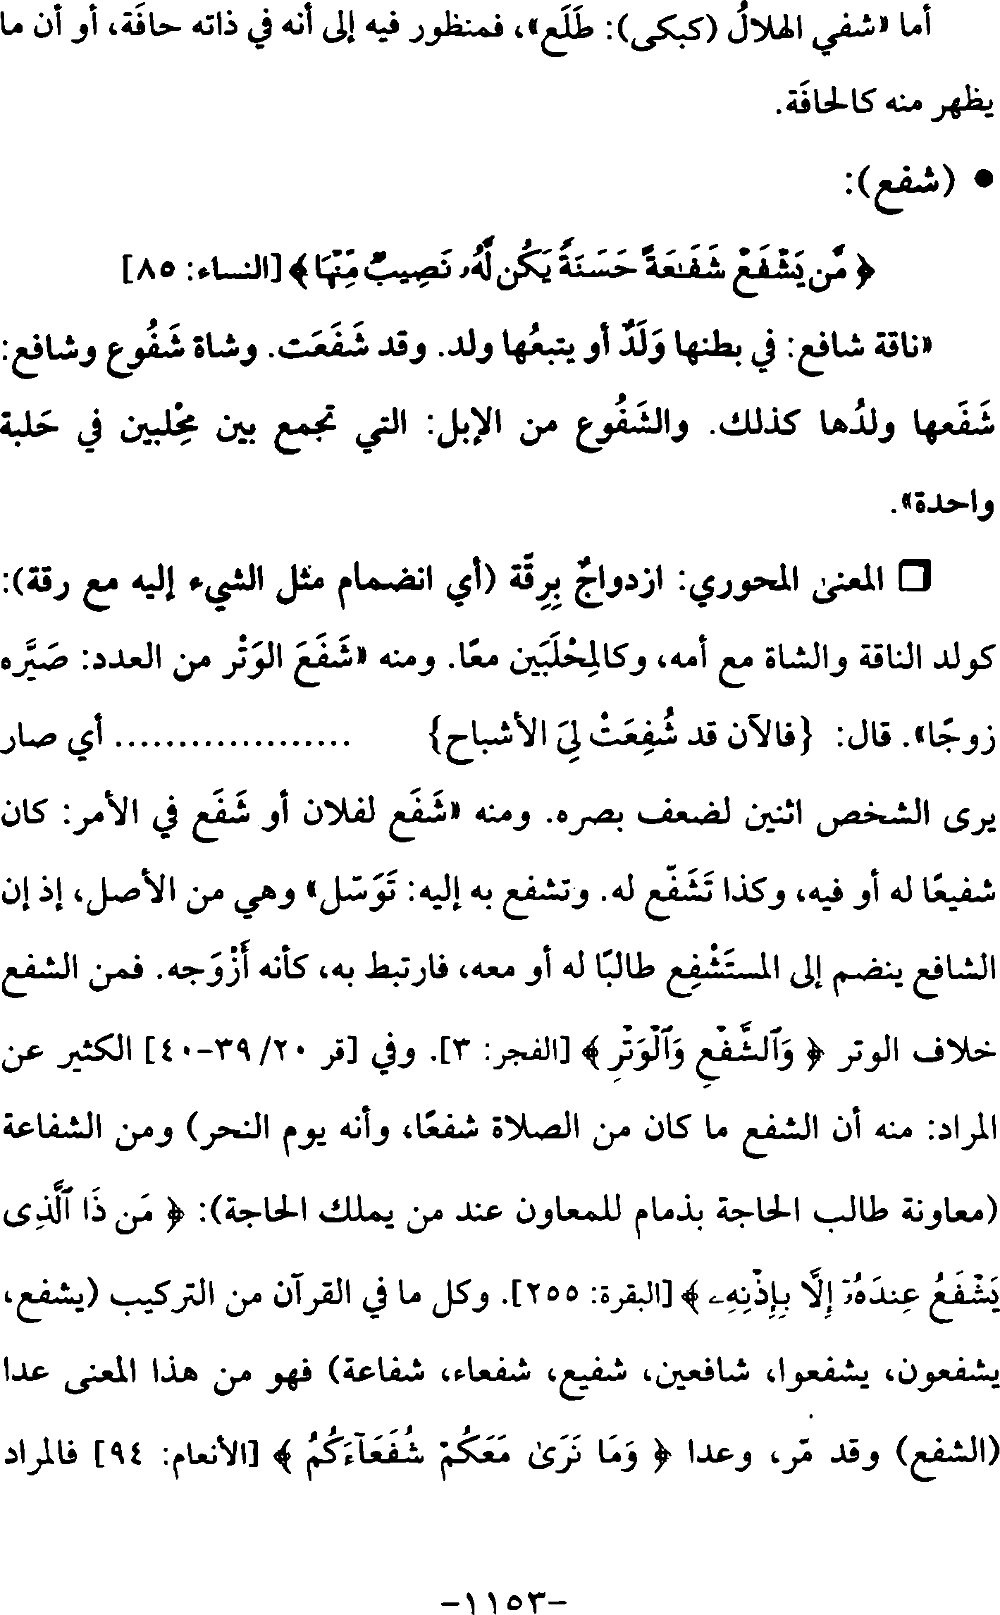 أما «شفي الهلالُ (كبكى): طَلَع»، فمنظور فيه إلى أنه في ذاته حافَة، أو أن ما
يظهر منه كالحافَة.
• (شفع):
﴿ مَّن يَشْفَعْ شَفَـٰعَةً حَسَنَةً يَكُن لَّهُۥ نَصِيبٌ مِّنْهَا ﴾ [النساء: ٨٥]
«ناقة شافع: في بطنها وَلَدٌ أو يتبعُها ولد. وقد شَفَعَت. وشاة شَفُوع وشافع:
شَفَعها ولدُها كذلك. والشَفُوع من الإبل: التي تجمع بين مِحْلبين في حَلبة
واحدة».
❑ المعنىٰ المحوري: ازدواجٌ بِرِقّة (أي انضمام مثل الشيء إليه مع رقة):
كولد الناقة والشاة مع أمه، وكالمِحْلَبَين معًا. ومنه «شَفَعَ الوَتْر من العدد: صَيَّره
زوجًا». قال: {فالآن قد شُفِعَتْ لِيَ الأشباح} ................... أي صار
يرى الشخص اثنين لضعف بصره. ومنه «شَفَع لفلان أو شَفَع في الأمر: كان
شفيعًا له أو فيه، وكذا تَشَفّع له. وتشفع به إليه: تَوَسّل» وهي من الأصل، إذ إن
الشافع ينضم إلى المستَشْفِع طالبًا له أو معه، فارتبط به، كأنه أَزْوَجه. فمن الشفع
خلاف الوتر ﴿ وَٱلشَّفْعِ وَٱلْوَتْرِ ﴾ [الفجر: ٣]. وفي [قر ٢٠/ ٣٩-٤٠] الكثير عن
المراد: منه أن الشفع ما كان من الصلاة شفعًا، وأنه يوم النحر) ومن الشفاعة
(معاونة طالب الحاجة بذمام للمعاون عند من يملك الحاجة): ﴿ مَن ذَا ٱلَّذِى
يَشْفَعُ عِندَهُۥٓ إِلَّا بِإِذْنِهِۦ ﴾ [البقرة: ٢٥٥]. وكل ما في القرآن من التركيب (يشفع،
يشفعون، يشفعوا، شافعين، شفيع، شفعاء، شفاعة) فهو من هذا المعنى عدا
(الشفع) وقد مّر، وعدا ﴿ وَمَا نَرَىٰ مَعَكُمْ شُفَعَآءَكُمُ ﴾ [الأنعام: ٩٤] فالمراد
-١١٥٣-